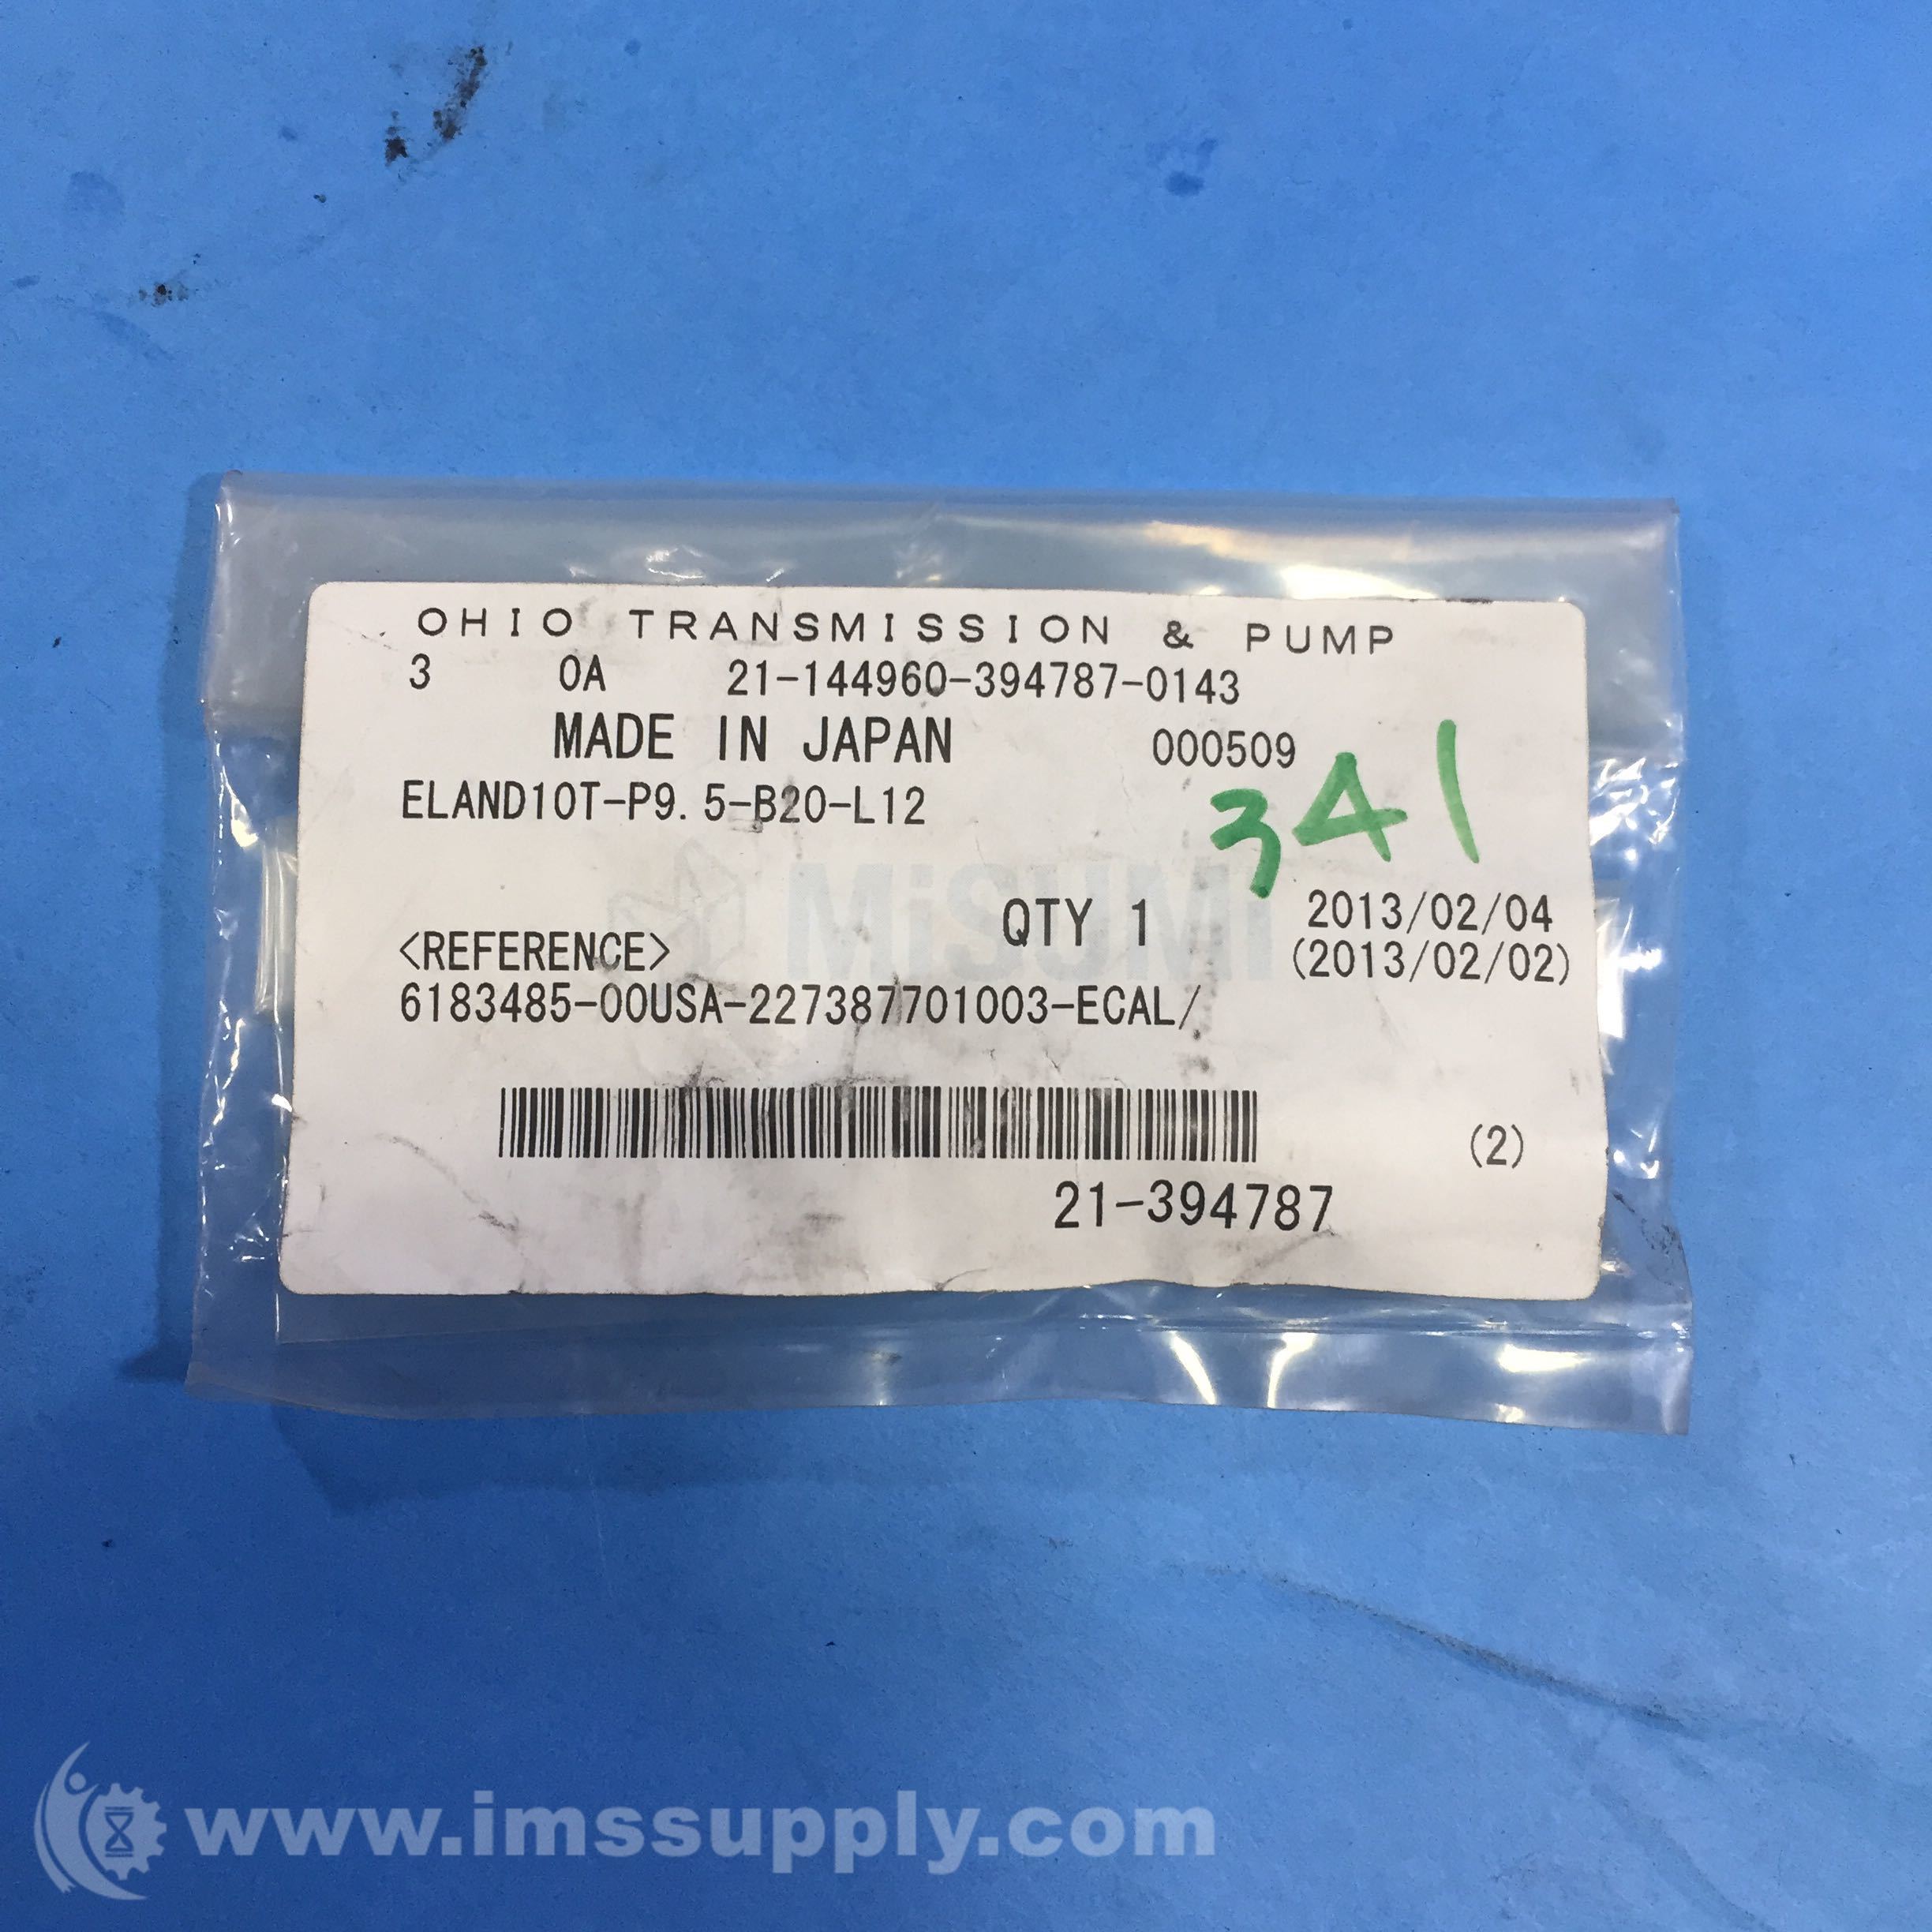 OHIO TRANSMISSION & PUMP
3 0A 21-144960-394787-0143
MADE IN JAPAN 000509
ELAND10T-P9.5-B20-L12
341
MiSUMi
QTY 1 2013/02/04
<REFERENCE> (2013/02/02)
6183485-00USA-227387701003-ECAL/
(2)
21-394787
www.imssupply.com